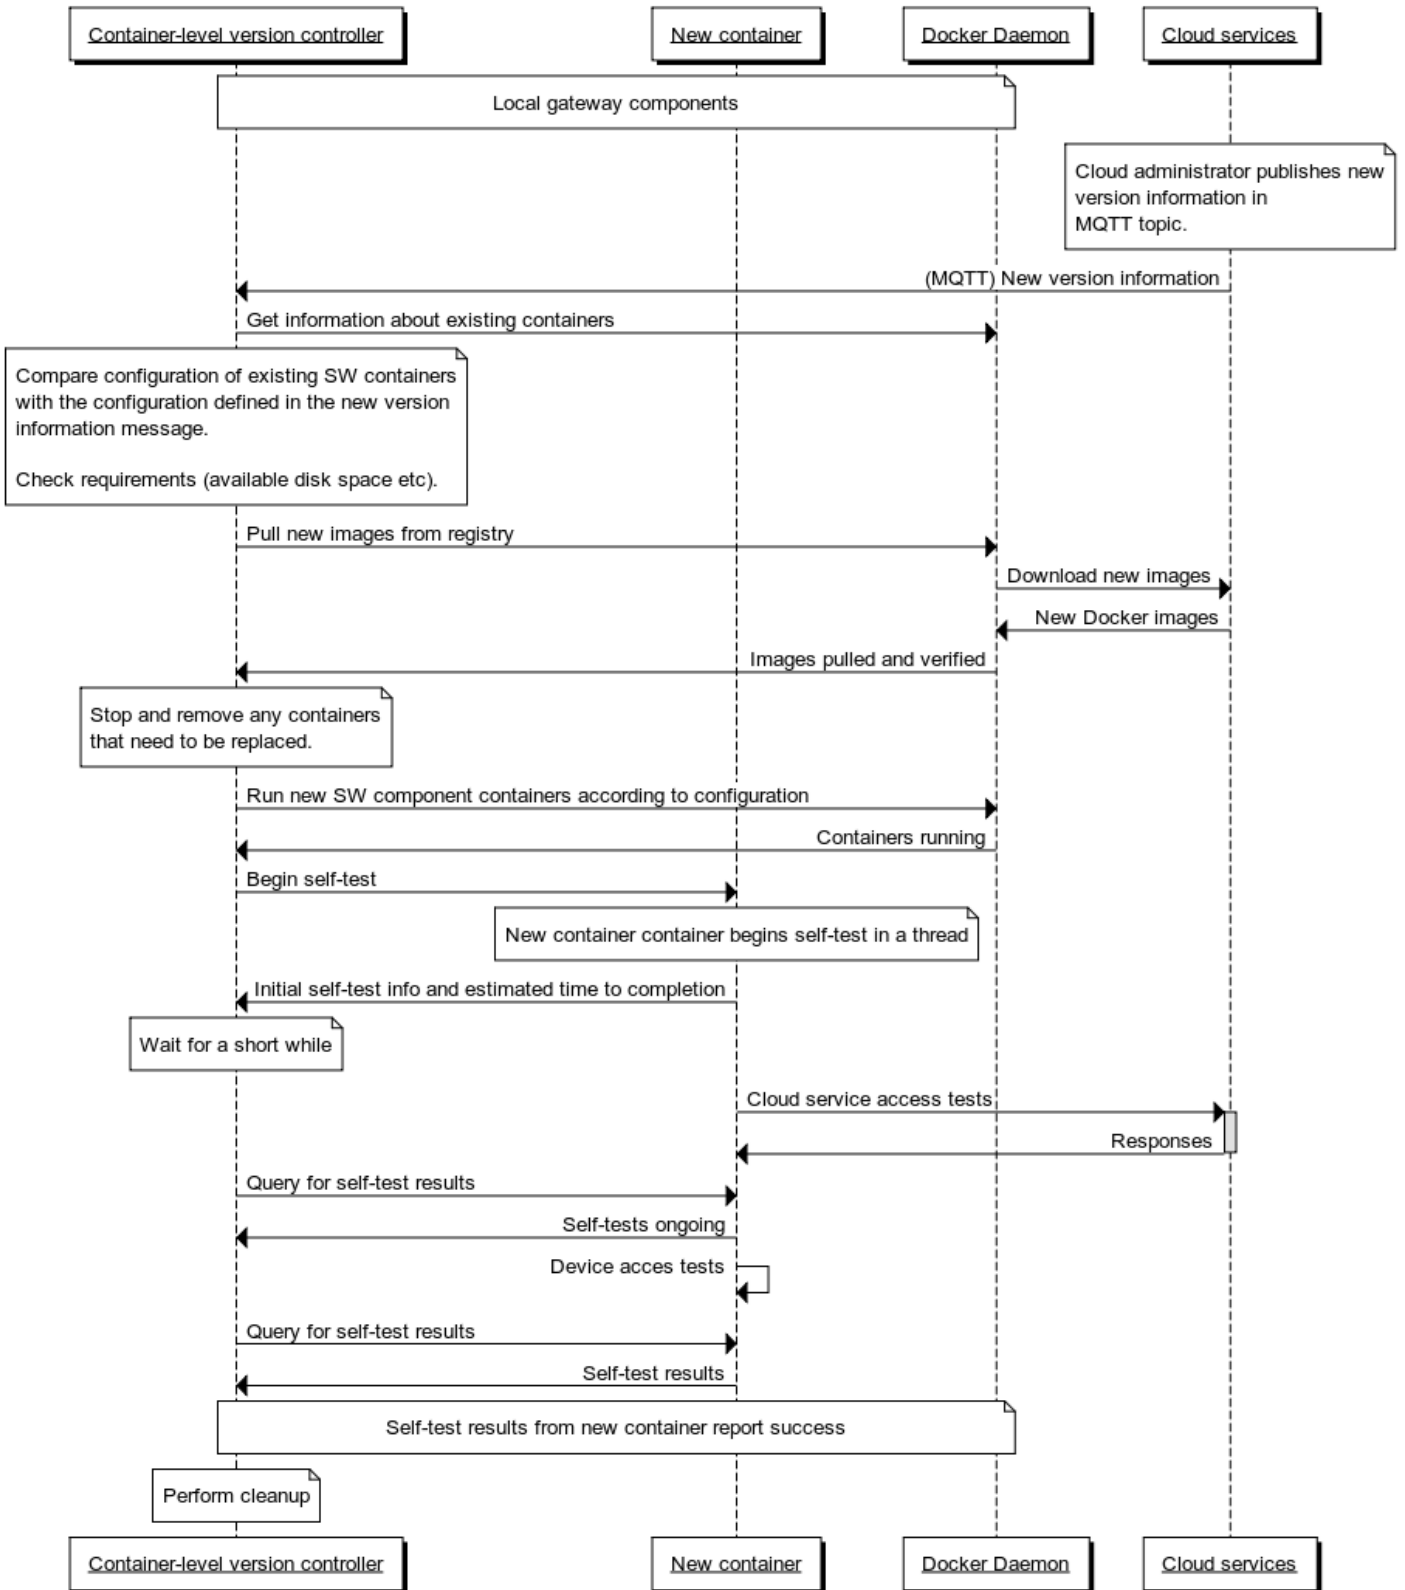 Container-level version controller
New container
Docker Daemon
Cloud services
Local gateway components
Cloud administrator publishes new
version information in
MQTT topic.
(MQTT) New version information
Get information about existing containers
Compare configuration of existing SW containers
with the configuration defined in the new version
information message.
Check requirements (available disk space etc).
Pull new images from registry
Download new images
New Docker images
Images pulled and verified
Stop and remove any containers
that need to be replaced.
Run new SW component containers according to configuration
Containers running
Begin self-test
New container container begins self-test in a thread
Initial self-test info and estimated time to completion
Wait for a short while
Cloud service access tests
Responses
Query for self-test results
Self-tests ongoing
Device acces tests
Query for self-test results
Self-test results
Self-test results from new container report success
Perform cleanup
Container-level version controller
New container
Docker Daemon
Cloud services